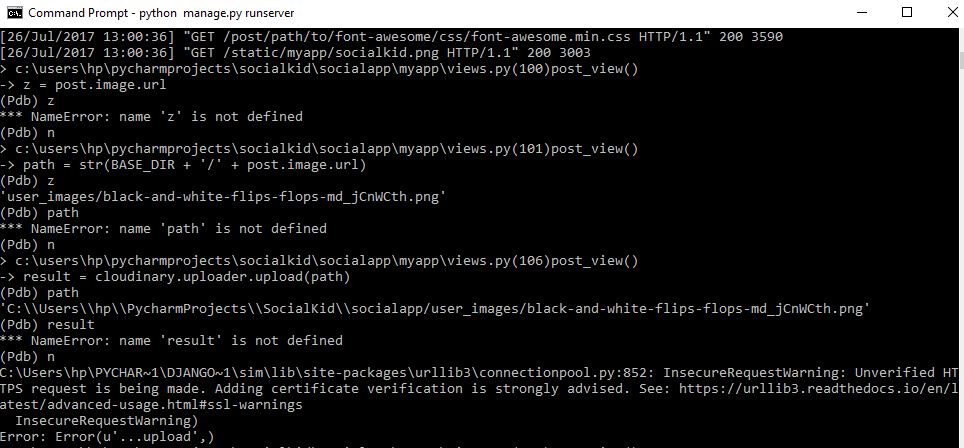 Command Prompt - python  manage.py runserver
[26/Jul/2017 13:00:36] "GET /post/path/to/font-awesome/css/font-awesome.min.css HTTP/1.1" 200 3590
[26/Jul/2017 13:00:36] "GET /static/myapp/socialkid.png HTTP/1.1" 200 3003
> c:\users\hp\pycharmprojects\socialkid\socialapp\myapp\views.py(100)post_view()
-> z = post.image.url
(Pdb) z
*** NameError: name 'z' is not defined
(Pdb) n
> c:\users\hp\pycharmprojects\socialkid\socialapp\myapp\views.py(101)post_view()
-> path = str(BASE_DIR + '/' + post.image.url)
(Pdb) z
'user_images/black-and-white-flips-flops-md_jCnWCth.png'
(Pdb) path
*** NameError: name 'path' is not defined
(Pdb) n
> c:\users\hp\pycharmprojects\socialkid\socialapp\myapp\views.py(106)post_view()
-> result = cloudinary.uploader.upload(path)
(Pdb) path
'C:\\Users\\hp\\PycharmProjects\\SocialKid\\socialapp/user_images/black-and-white-flips-flops-md_jCnWCth.png'
(Pdb) result
*** NameError: name 'result' is not defined
(Pdb) n
C:\Users\hp\PYCHAR~1\DJANGO~1\sim\lib\site-packages\urllib3\connectionpool.py:852: InsecureRequestWarning: Unverified HT
TPS request is being made. Adding certificate verification is strongly advised. See: https://urllib3.readthedocs.io/en/l
atest/advanced-usage.html#ssl-warnings
  InsecureRequestWarning)
Error: Error(u'...upload',)